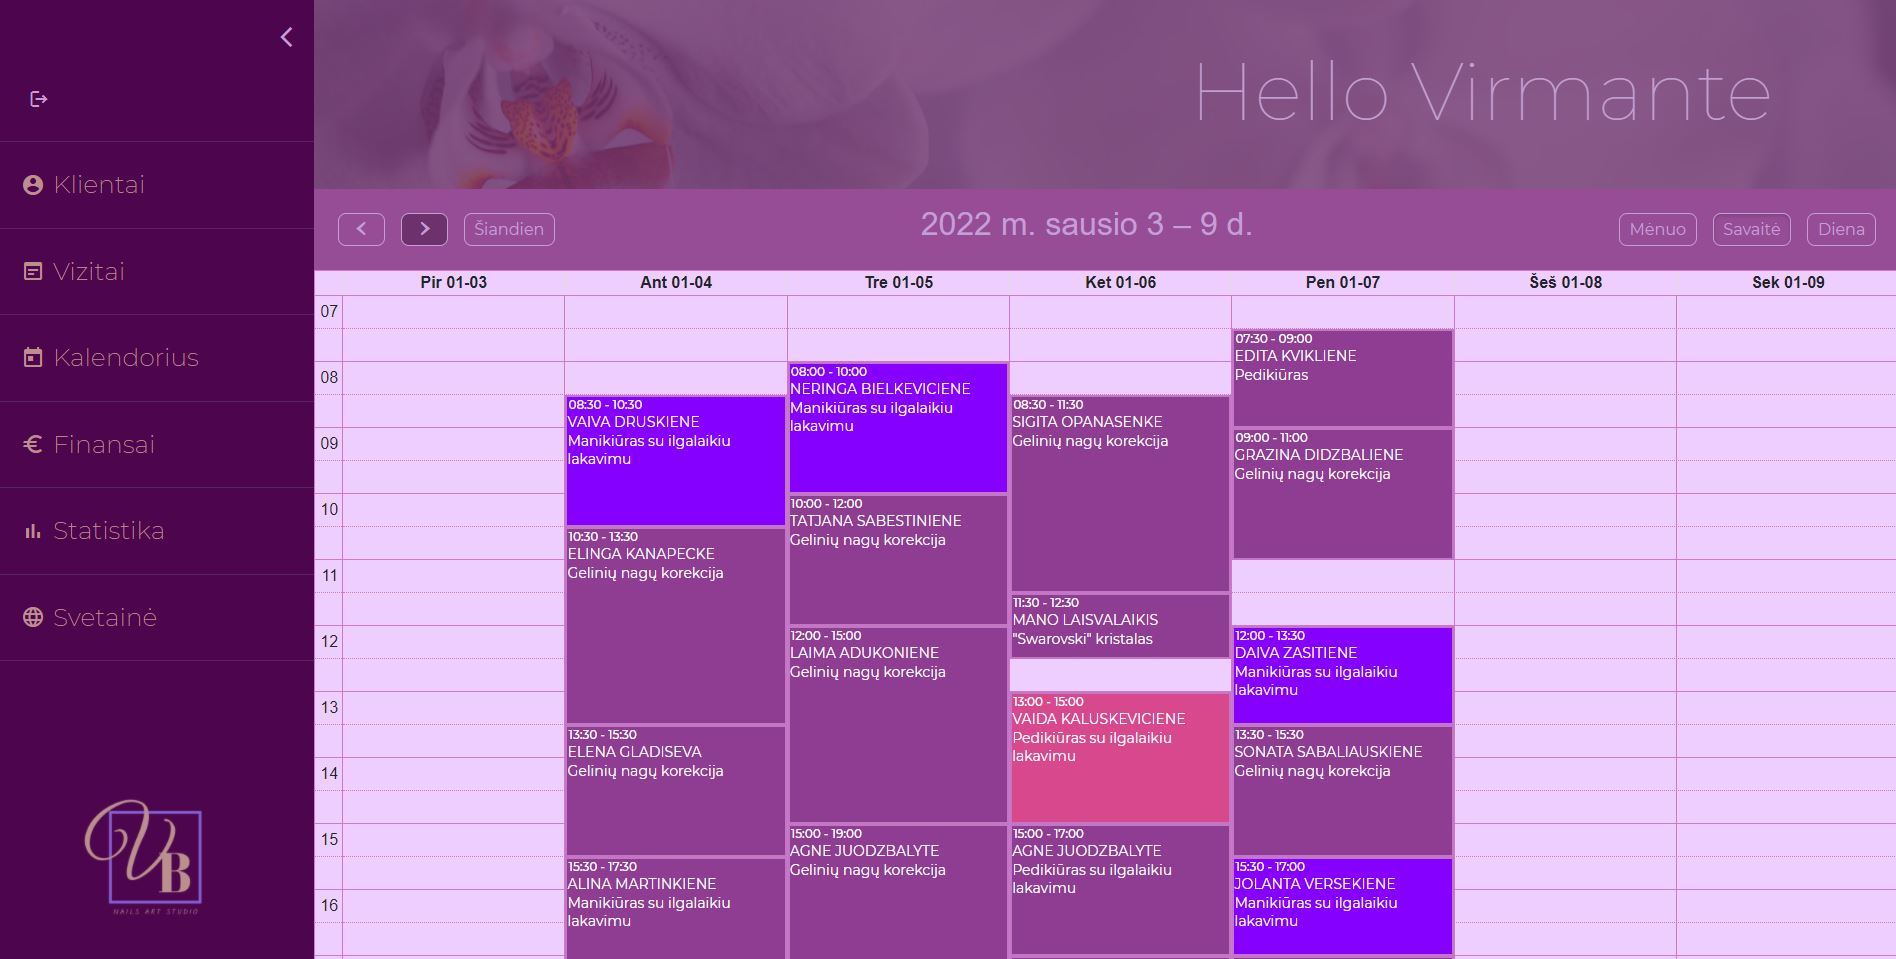 Hello Virmante
Klientai
Vizitai
Kalendorius
Finansai
Statistika
Svetainė
VB
NAILS ART STUDIO
Šiandien
2022 m. sausio 3 – 9 d.
Mėnuo
Savaitė
Diena
Pir 01-03
Ant 01-04
Tre 01-05
Ket 01-06
Pen 01-07
Šeš 01-08
Sek 01-09
07
08
09
10
11
12
13
14
15
16
08:30 - 10:30
VAIVA DRUSKIENE
Manikiūras su ilgalaikiu
lakavimu
10:30 - 13:30
ELINGA KANAPECKE
Gelinių nagų korekcija
13:30 - 15:30
ELENA GLADISEVA
Gelinių nagų korekcija
15:30 - 17:30
ALINA MARTINKIENE
Manikiūras su ilgalaikiu
lakavimu
08:00 - 10:00
NERINGA BIELKEVICIENE
Manikiūras su ilgalaikiu
lakavimu
10:00 - 12:00
TATJANA SABESTINIENE
Gelinių nagų korekcija
12:00 - 15:00
LAIMA ADUKONIENE
Gelinių nagų korekcija
15:00 - 19:00
AGNE JUODZBALYTE
Gelinių nagų korekcija
08:30 - 11:30
SIGITA OPANASENKE
Gelinių nagų korekcija
11:30 - 12:30
MANO LAISVALAIKIS
"Swarovski" kristalas
13:00 - 15:00
VAIDA KALUSKEVICIENE
Pedikiūras su ilgalaikiu
lakavimu
15:00 - 17:00
AGNE JUODZBALYTE
Pedikiūras su ilgalaikiu
lakavimu
07:30 - 09:00
EDITA KVIKLIENE
Pedikiūras
09:00 - 11:00
GRAZINA DIDZBALIENE
Gelinių nagų korekcija
12:00 - 13:30
DAIVA ZASITIENE
Manikiūras su ilgalaikiu
lakavimu
13:30 - 15:30
SONATA SABALIAUSKIENE
Gelinių nagų korekcija
15:30 - 17:00
JOLANTA VERSEKIENE
Manikiūras su ilgalaikiu
lakavimu